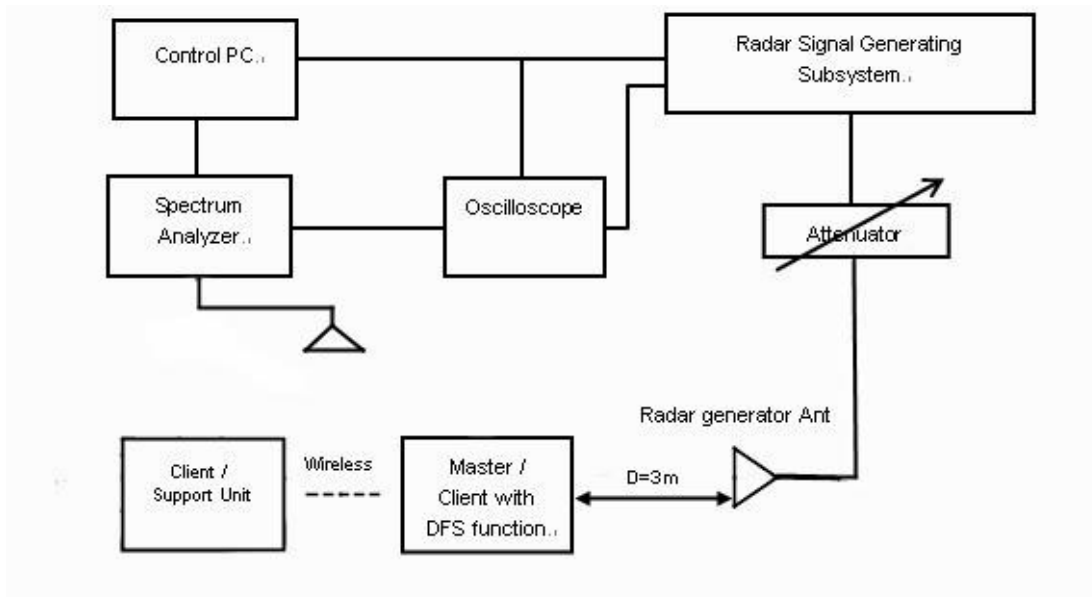 Control PC.
Radar Signal Generating
Subsystem.
Spectrum
Analyzer.
Oscilloscope
Attenuator
Radar generator Ant
Client /
Support Unit
Wireless
Master /
Client with
DFS function.
D=3m